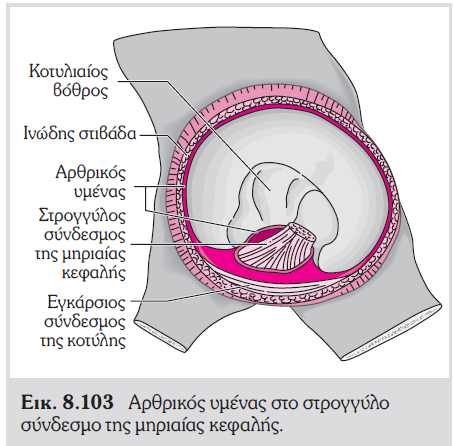 Κοτυλιαίος
βόθρος
Ινώδης στιβάδα
Αρθρικός
υμένας
Στρογγύλος
σύνδεσμος
της μηριαίας
κεφαλής
Εγκάρσιος
σύνδεσμος
της κοτύλης
Εικ. 8.103 Αρθρικός υμένας στο στρογγύλο
σύνδεσμο της μηριαίας κεφαλής.